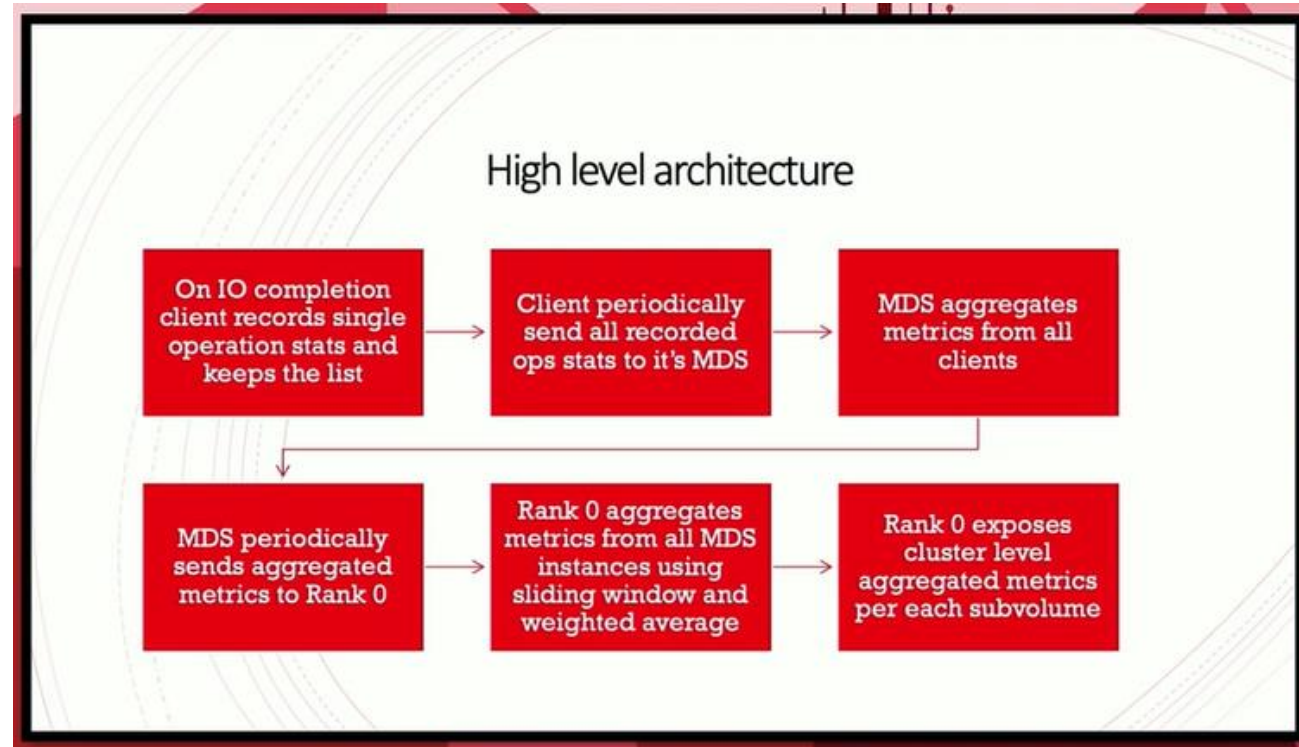 High level architecture
On IO completion
client records single
operation stats and
keeps the list
Client periodically
send all recorded
ops stats to it's MDS
MDS aggregates
metrics from all
clients
MDS periodically
sends aggregated
metrics to Rank 0
Rank 0 aggregates
metrics from all MDS
instances using
sliding window and
weighted average
Rank 0 exposes
cluster level
aggregated metrics
per each subvolume